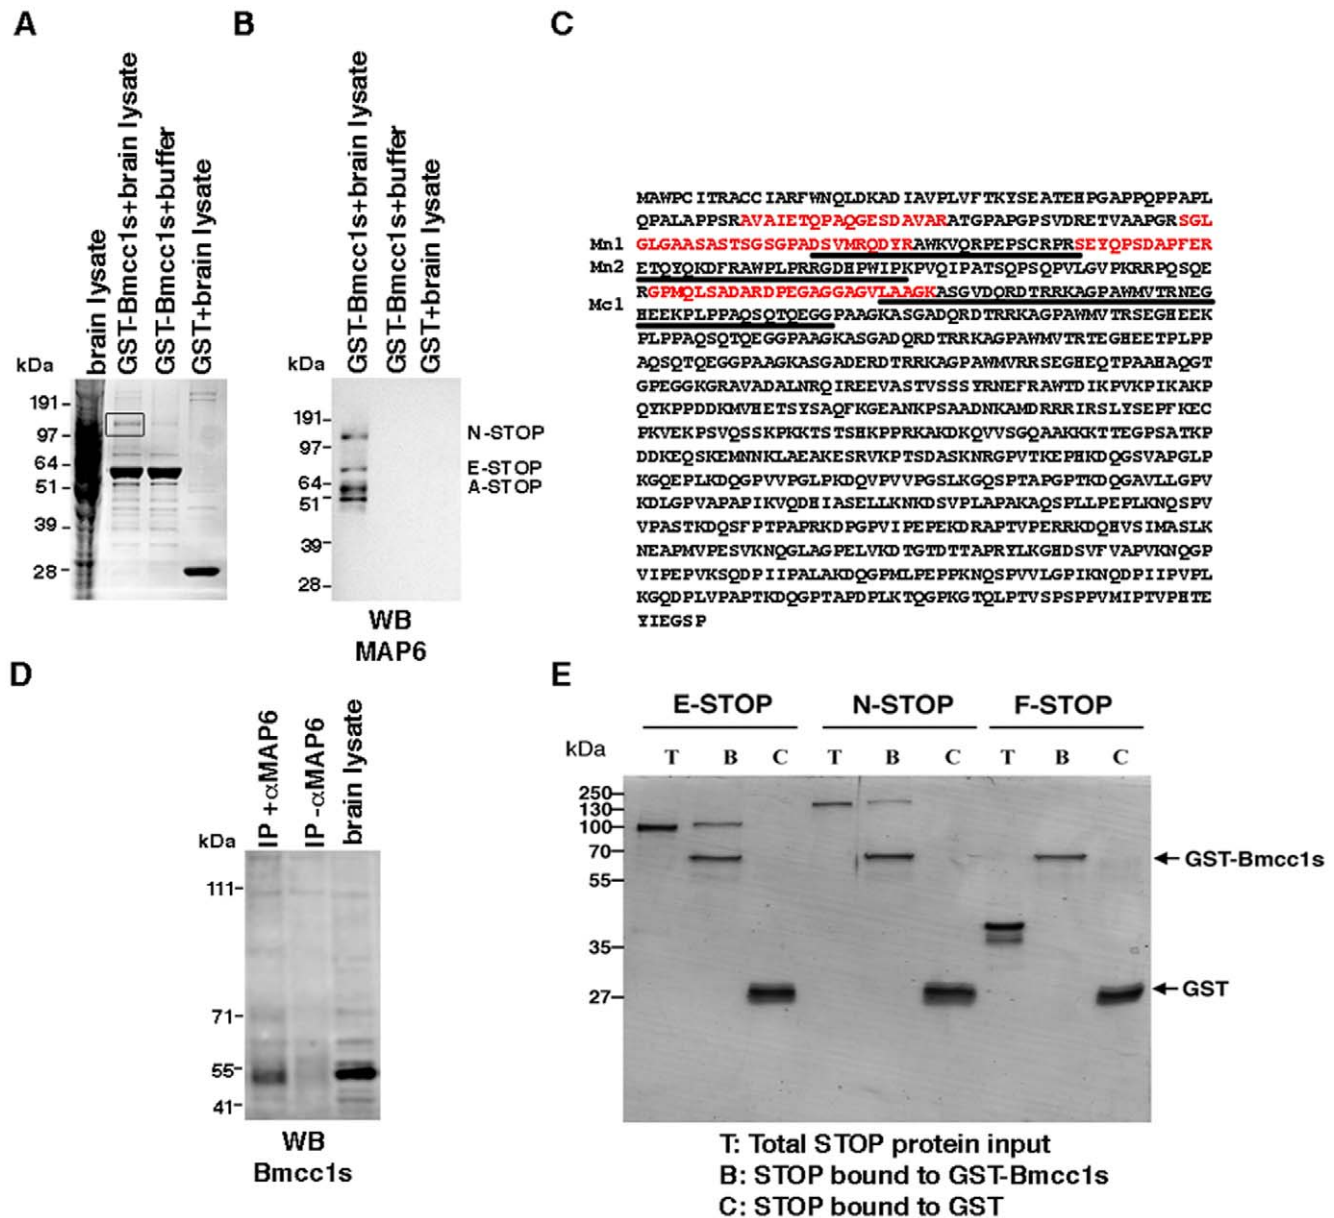 A
brain lysate
GST-Bmcc1s+brain lysate
GST-Bmcc1s+buffer
GST+brain lysate
kDa
191
97
64
51
39
28
B
GST-Bmcc1s+brain lysate
GST-Bmcc1s+buffer
GST+brain lysate
kDa
191
97
64
51
39
28
N-STOP
E-STOP
A-STOP
WB
MAP6
C
MAWPCITRACCIARFWNQLDKADIAVPLVFTKYSEATEHPGAPPQPPAPL
QPALAPPSRAVAIETQPAQGESDAVARATGPAPGPSVDRETVAAPGRSGL
Mn1 GLGAASASTSGSGPADSVMRQDYRAWKVQRPEPSCRPRSEYQPSDAPFER
Mn2 ETQYQKDFRAWPLPRRGDHPWIPKPVQIPATSQPSQPVLGVPKRRPQSQE
Mc1 RGPMQLSADARDPEGAGGAGVLAAGKASGVDQRDTRRKAGPAWMVTRNEG
HEEKPLPPAQSQTQEGGPAAGKASGADQRDTRRKAGPAWMVTRSEGHEEK
PLPPAQSQTQEGGPAAGKASGADQRDTRRKAGPAWMVTRTEGHEETPLPP
AQSQTQEGGPAAGKASGADERDTRRKAGPAWMVRRSEGHEQTPAAHAQGT
GPEGGKGRAVADALNRQIREEVASTVSSSYRNEFRAWTDIKPVKPIKAKP
QYKPPDDKMVHETSYSAQFKGEANKPSAADNKAMDRRRIRSLYSEPFKEC
PKVEKPSVQSSKPKKTSTSHKPPRKAKDKQVVSGQAAKKKTTEGPSATKP
DDKEQSKEMNNKLAEAKESRVKPTSDASKNRGPVTKEPHKDQGSVAPGLP
KGQEPLKDQGPVVPGLPKDQPVVPGSLKGQSPTAPGPTKDQGAVLLGPV
KDLGPVAPAPIKVQDHIASELLKNKDSVPLAPAKAQSPLLPEPLKNQSPV
VPASTKDQSFPTPAPRKDPGPVIPEPEKDRAPTVPERRKDQHVSIMASLK
NEAPMVPESVKNQGLAGPELVKDTGTDTTAPRYLKGHDSVFVAPVKNQGP
VIPEPVKSQDPIIPALAKDQGPMLPEPPKNQSPVVLGPIKNQDPIIPVPL
KGQDPLVPAPTKDQGPTAPDPLKTQGPKGTQLPTVSPSPPVMIPTVPHTE
YIEGSP
D
IP +αMAP6
IP -αMAP6
brain lysate
kDa
111
71
55
41
WB
Bmcc1s
E
E-STOP N-STOP F-STOP
kDa
T B C T B C T B C
250
130
100
70
55
35
27
GST-Bmcc1s
GST
T: Total STOP protein input
B: STOP bound to GST-Bmcc1s
C: STOP bound to GST